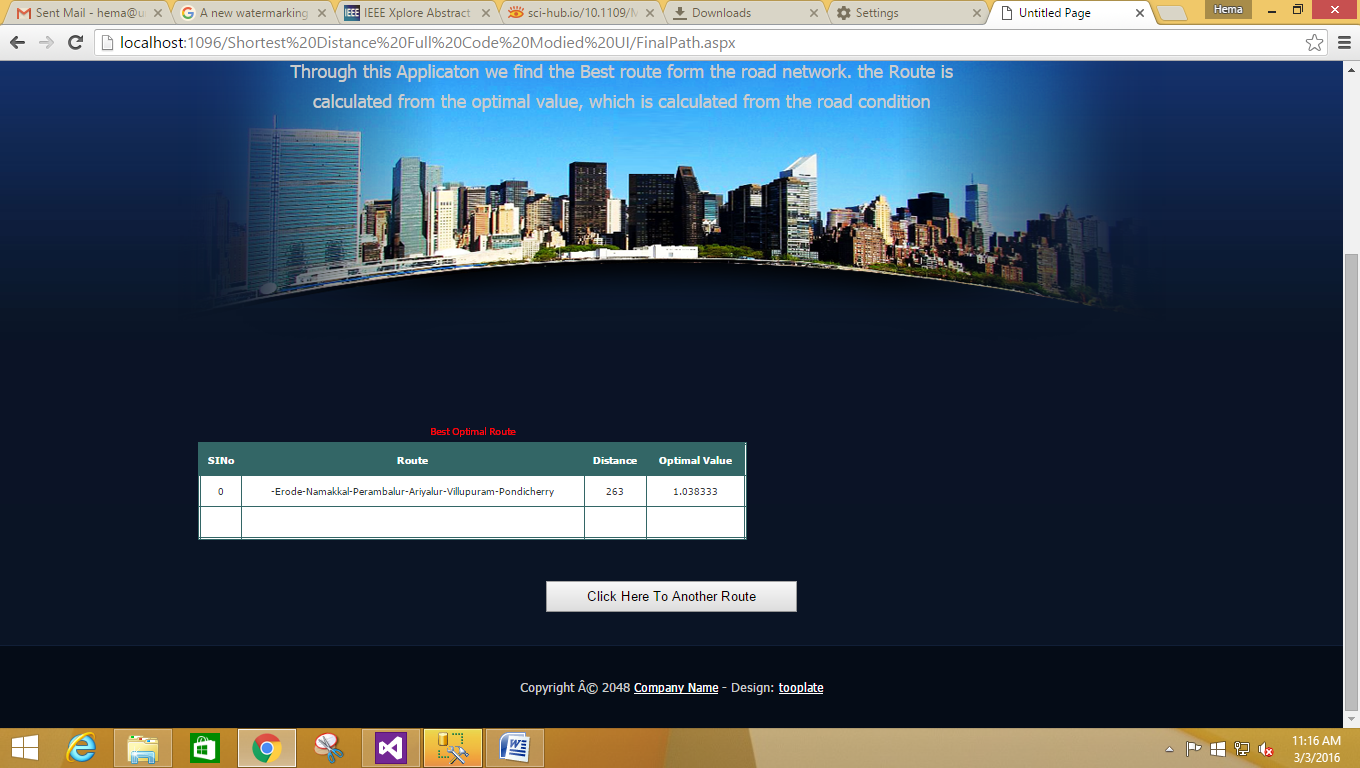 Sent Mail - hema@u
A new watermarking
IEEE
IEEE Xplore Abstract
sci-hub.io/10.1109/M
Downloads
Settings
Untitled Page
Hema
localhost:1096/Shortest%20Distance%20Full%20Code%20Modied%20UI/FinalPath.aspx
Through this Applicaton we find the Best route form the road network. the Route is
calculated from the optimal value, which is calculated from the road condition
Best Optimal Route
SINo Route Distance Optimal Value
0 -Erode-Namakkal-Perambalur-Ariyalur-Villupuram-Pondicherry 263 1.038333
Click Here To Another Route
Copyright Â© 2048 Company Name - Design: tooplate
11:16 AM
3/3/2016